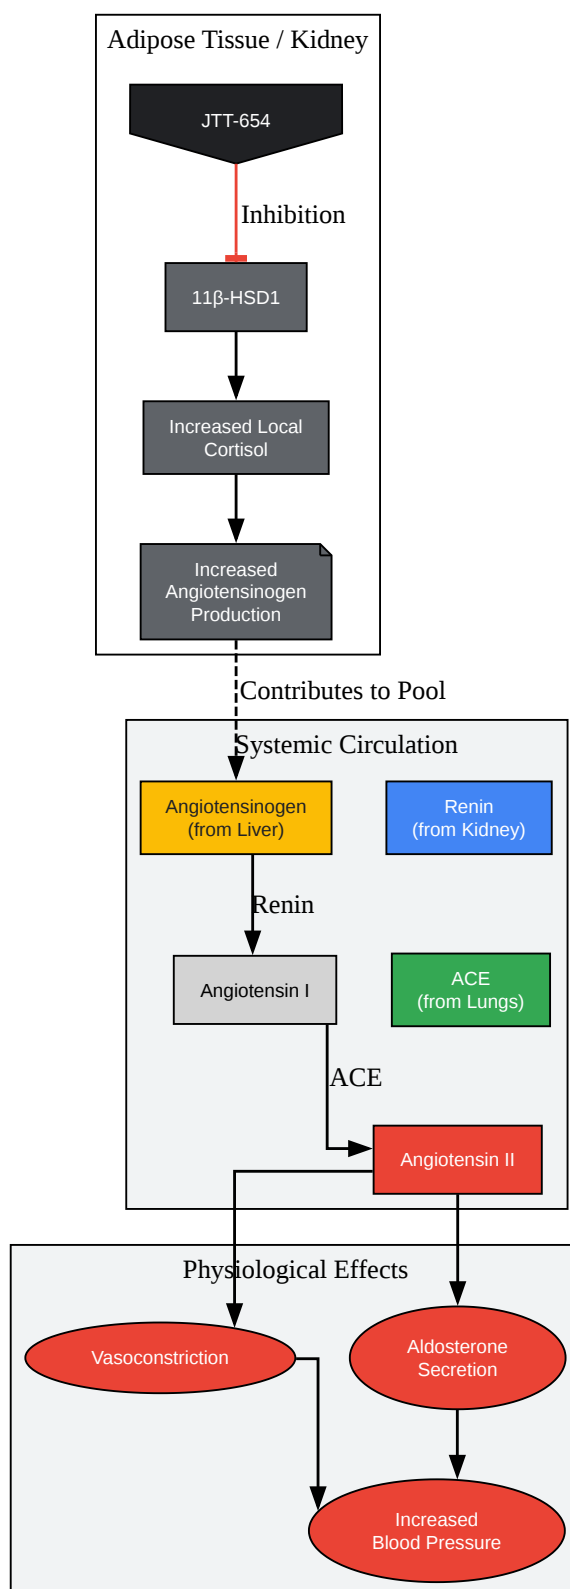 Adipose Tissue / Kidney
JTT-654
Inhibition
11β-HSD1
Increased Local
Cortisol
Increased
Angiotensinogen
Production
Contributes to Pool
Systemic Circulation
Angiotensinogen
(from Liver)
Renin
(from Kidney)
Renin
Angiotensin I
ACE
(from Lungs)
ACE
Angiotensin II
Physiological Effects
Vasoconstriction
Aldosterone
Secretion
Increased
Blood Pressure